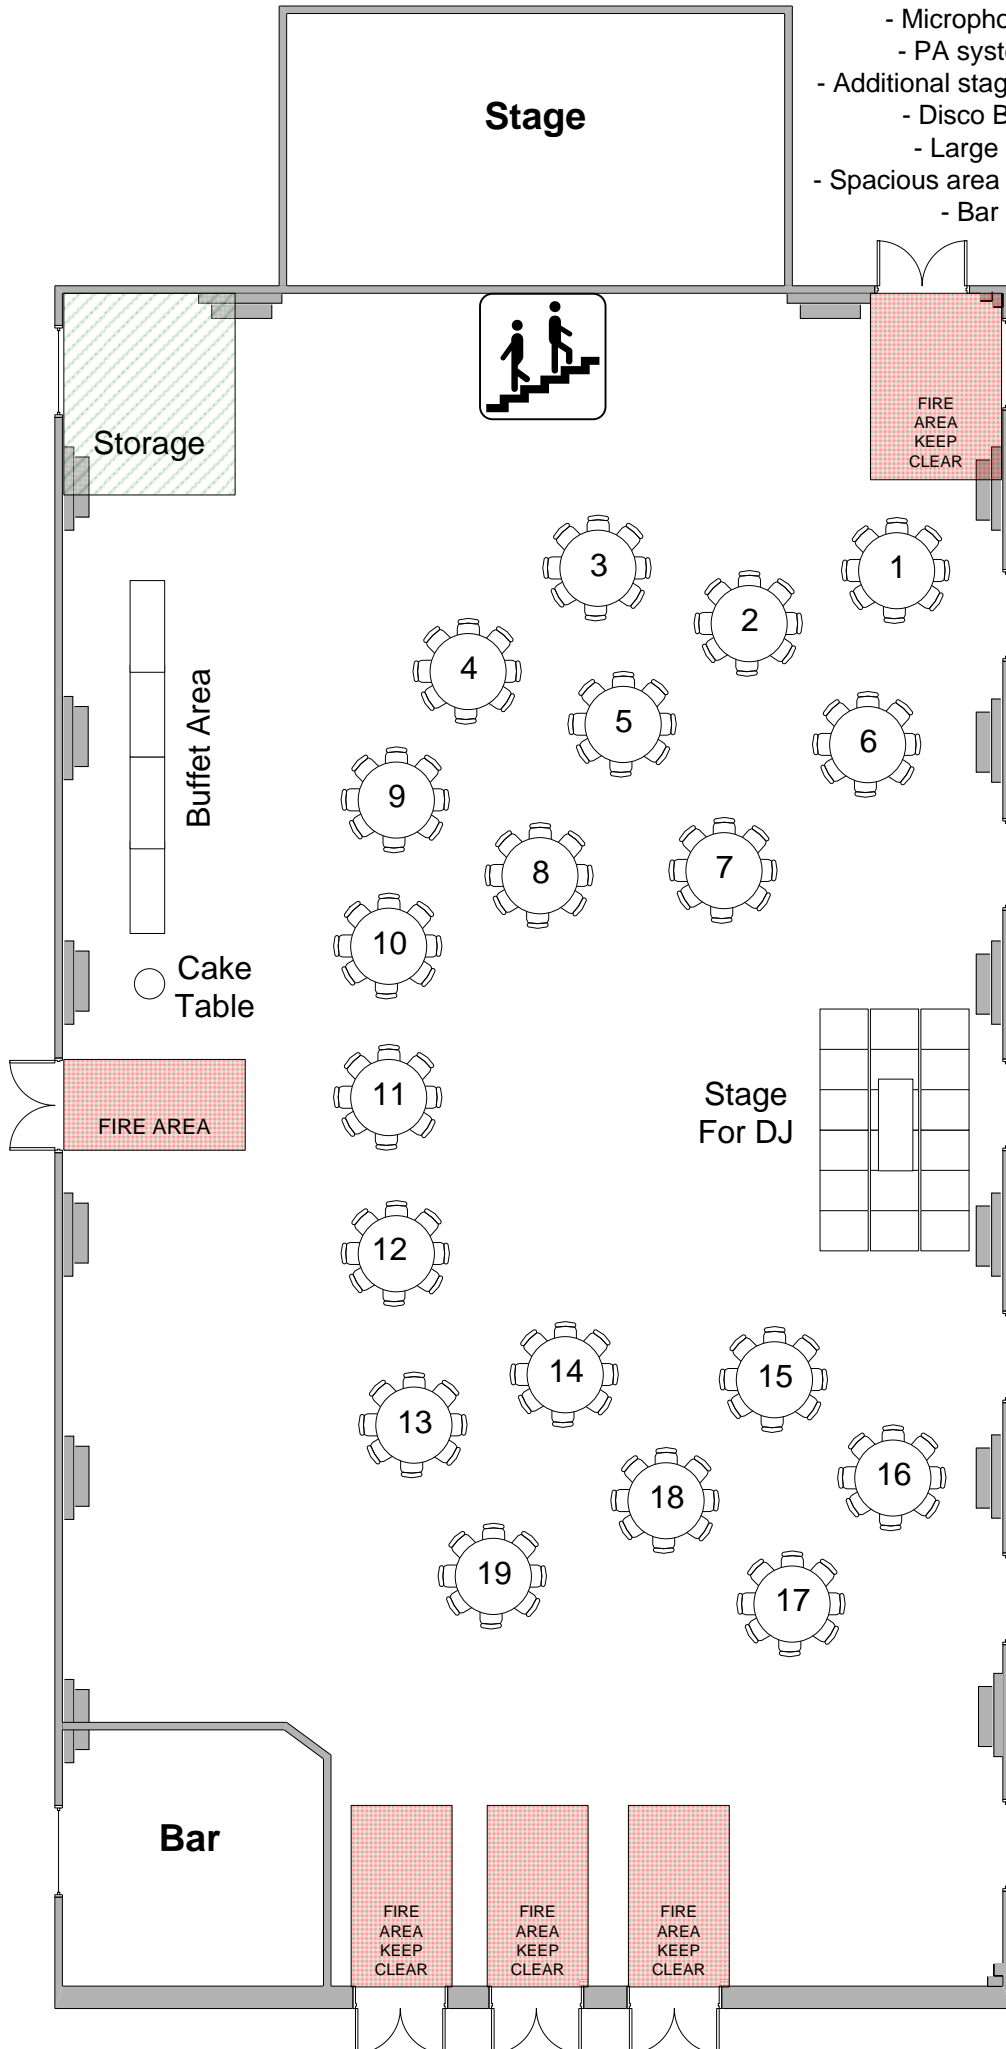 - Micropho
- PA syst
- Additional stag
- Disco B
- Large
- Spacious area
- Bar
Stage
Storage
FIRE
AREA
KEEP
CLEAR
3
1
2
4
5
6
Buffet Area
9
8
7
10
Cake
Table
11
Stage
For DJ
FIRE AREA
12
14
15
13
16
18
19
17
Bar
FIRE
AREA
KEEP
CLEAR
FIRE
AREA
KEEP
CLEAR
FIRE
AREA
KEEP
CLEAR